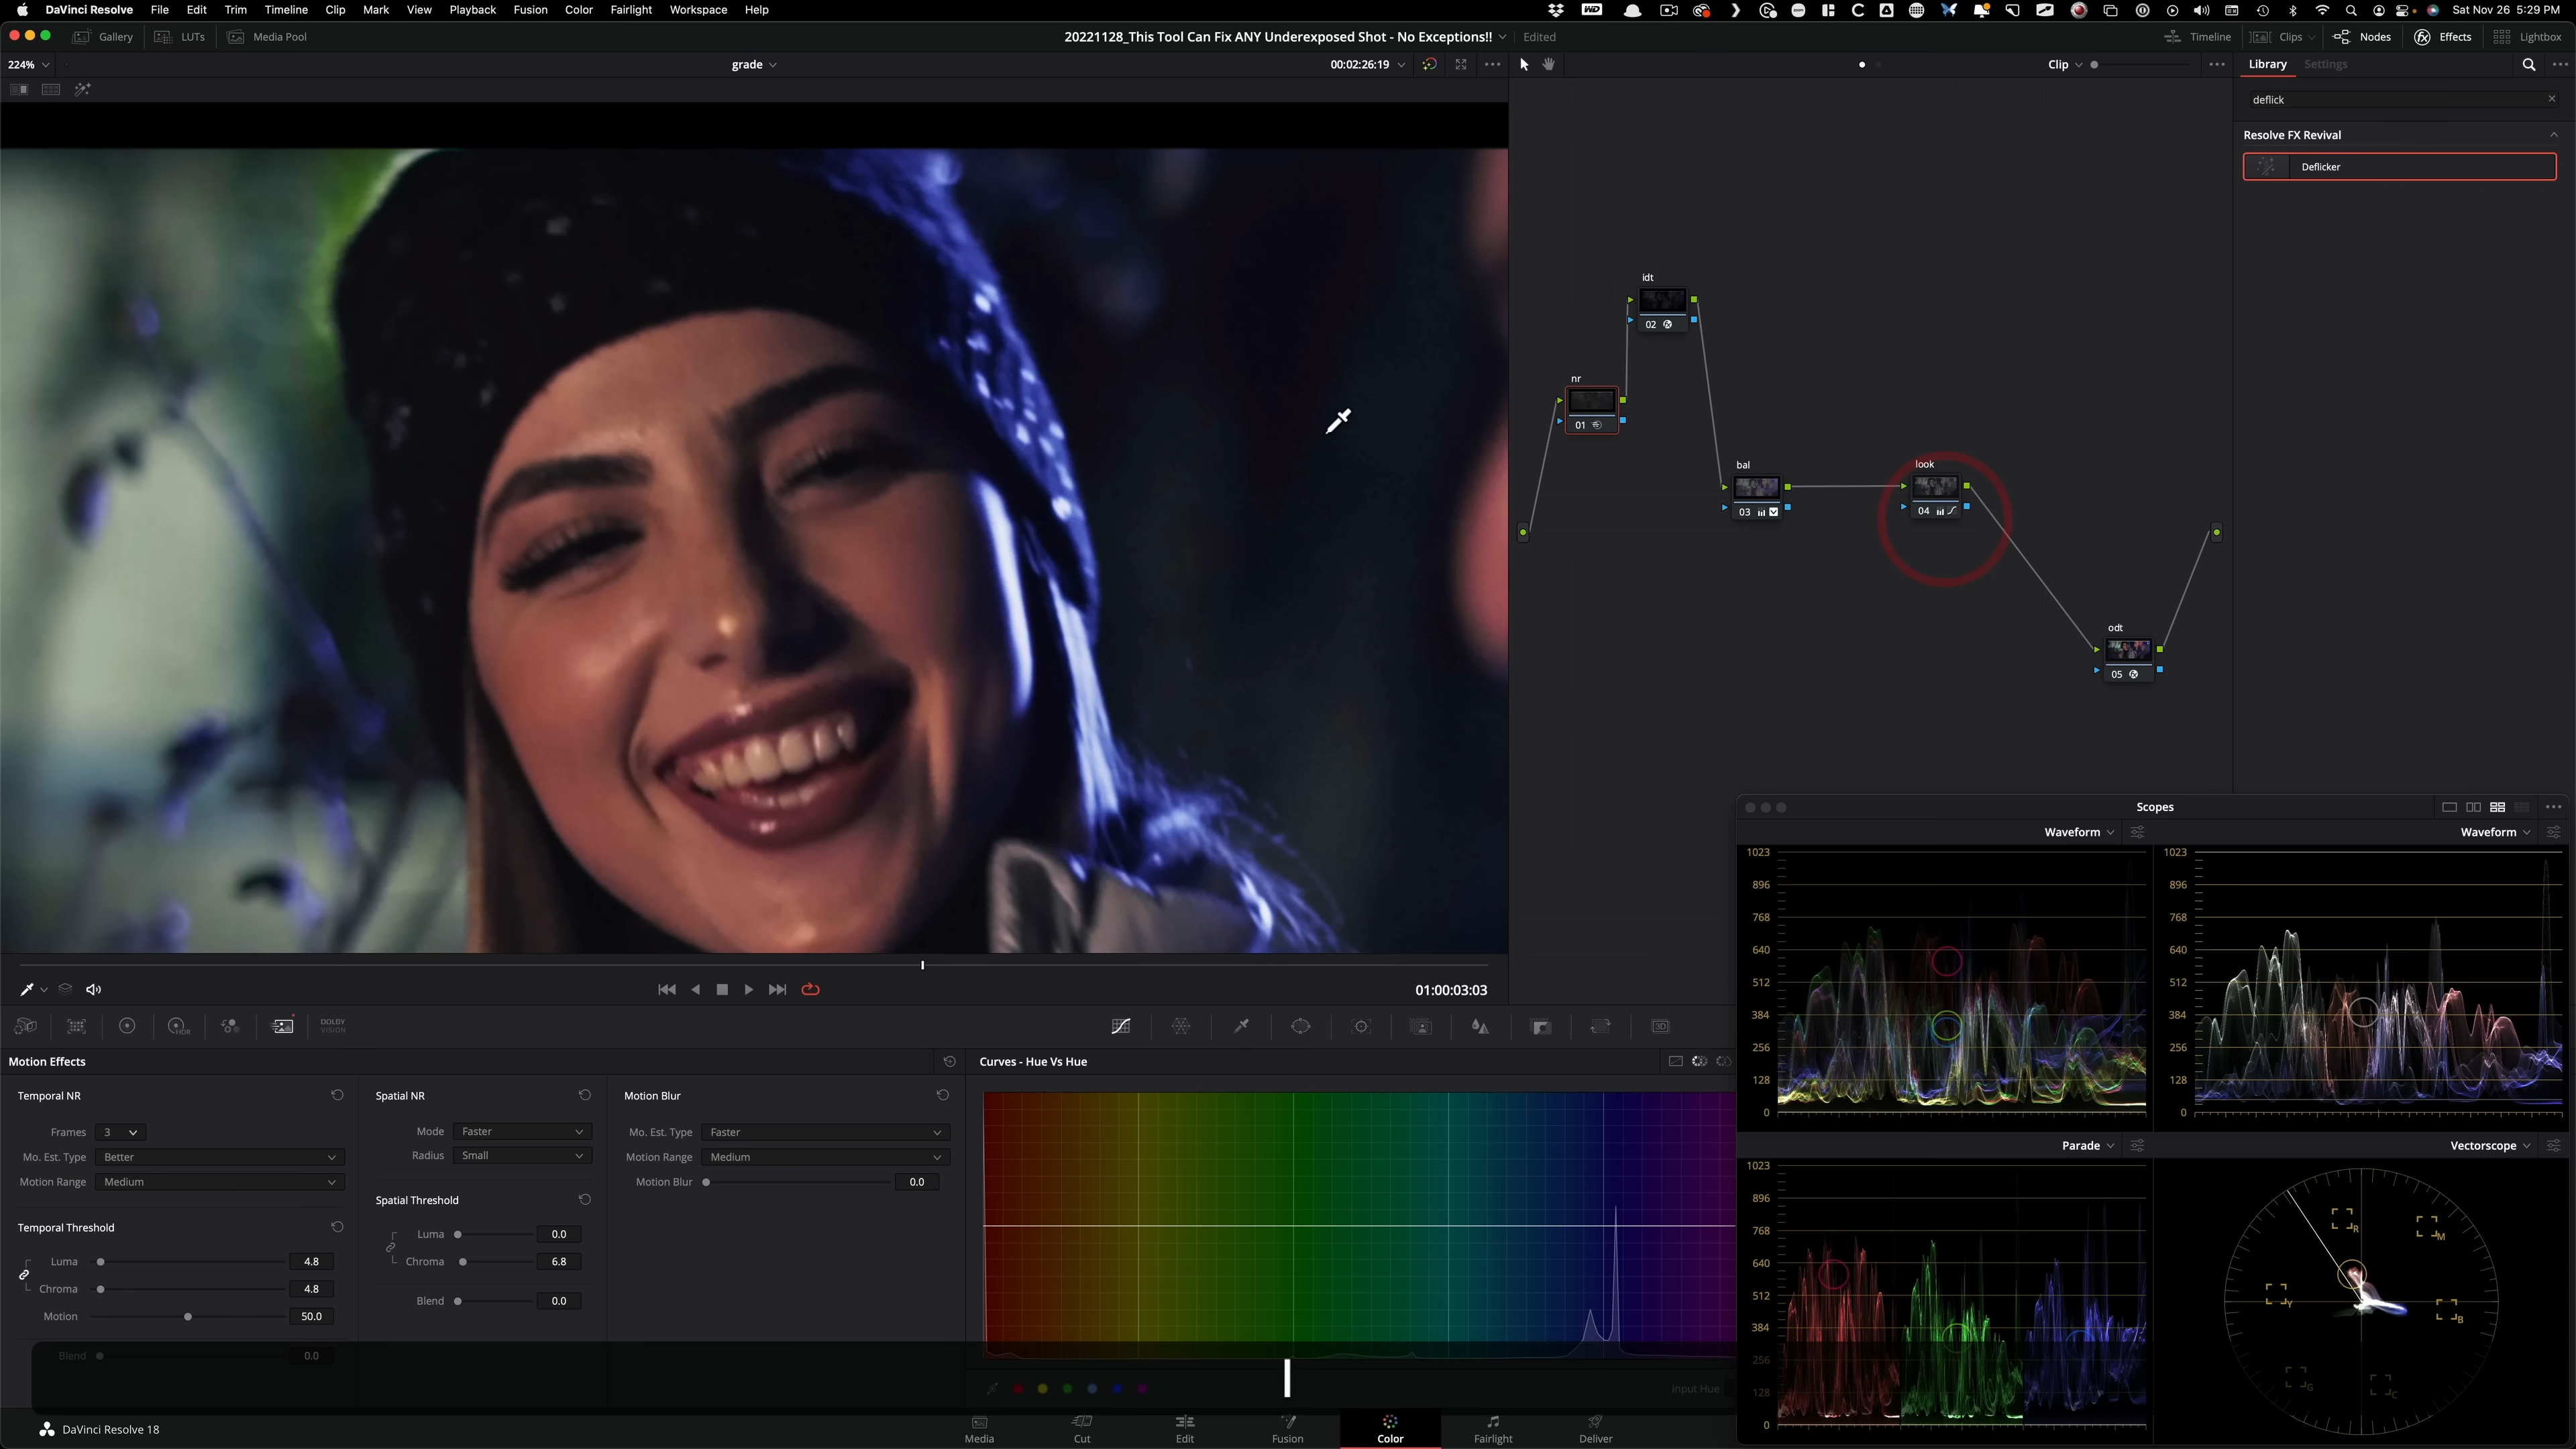 DaVinci Resolve File Edit Trim Timeline Clip Mark View Playback Fusion Color Fairlight Workspace Help Sat Nov 26 5:29 PM
Gallery LUTs Media Pool 20221128_This Tool Can Fix ANY Underexposed Shot - No Exceptions!! Edited Timeline Clips Nodes Effects Lightbox
224% grade 00:02:26:19 Clip Library Settings
deflick
Resolve FX Revival
Deflicker
idt
02
nr
01
bal
03
look
04
odt
05
01:00:03:03
HDR DOLBY VISION 3D
Motion Effects
Temporal NR
Frames 3
Mo. Est. Type Better
Motion Range Medium
Temporal Threshold
Luma 4.8
Chroma 4.8
Motion 50.0
Blend 0.0
Spatial NR
Mode Faster
Radius Small
Spatial Threshold
Luma 0.0
Chroma 6.8
Blend 0.0
Motion Blur
Mo. Est. Type Faster
Motion Range Medium
Motion Blur 0.0
Curves - Hue Vs Hue
Input Hue
Scopes
Waveform
1023
896
768
640
512
384
256
128
0
Waveform
1023
896
768
640
512
384
256
128
0
Parade
1023
896
768
640
512
384
256
128
0
Vectorscope
R
M
Y
B
G
C
DaVinci Resolve 18
Media Cut Edit Fusion Color Fairlight Deliver